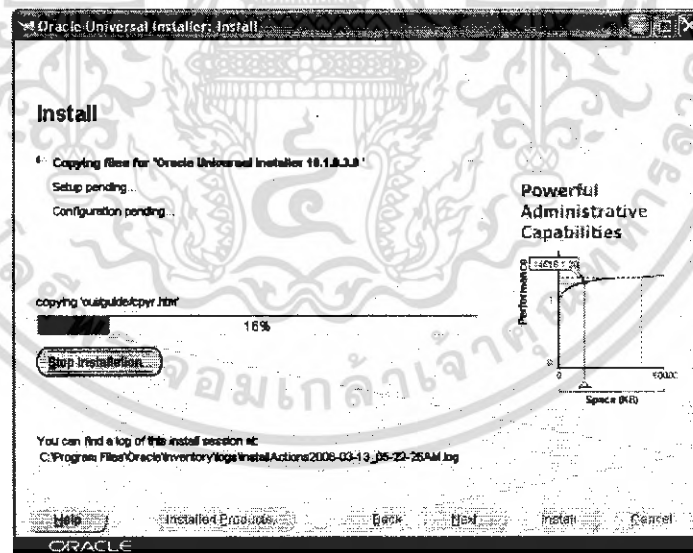 Oracle Universal Installer: Install
Install
Copying files for "Oracle Universal Installer 10.1.0.3.0"
Setup pending...
Configuration pending...
Powerful
Administrative
Capabilities
Performance
copying 'ouiguide/cpyr.htm'
16%
Stop installation...
Space (KB)
You can find a log of this install session at:
C:\Program Files\Oracle\Inventory\logs\installActions2006-03-13_05-23-25AM.log
Help
Installed Products...
Back
Next
Install
Cancel
ORACLE